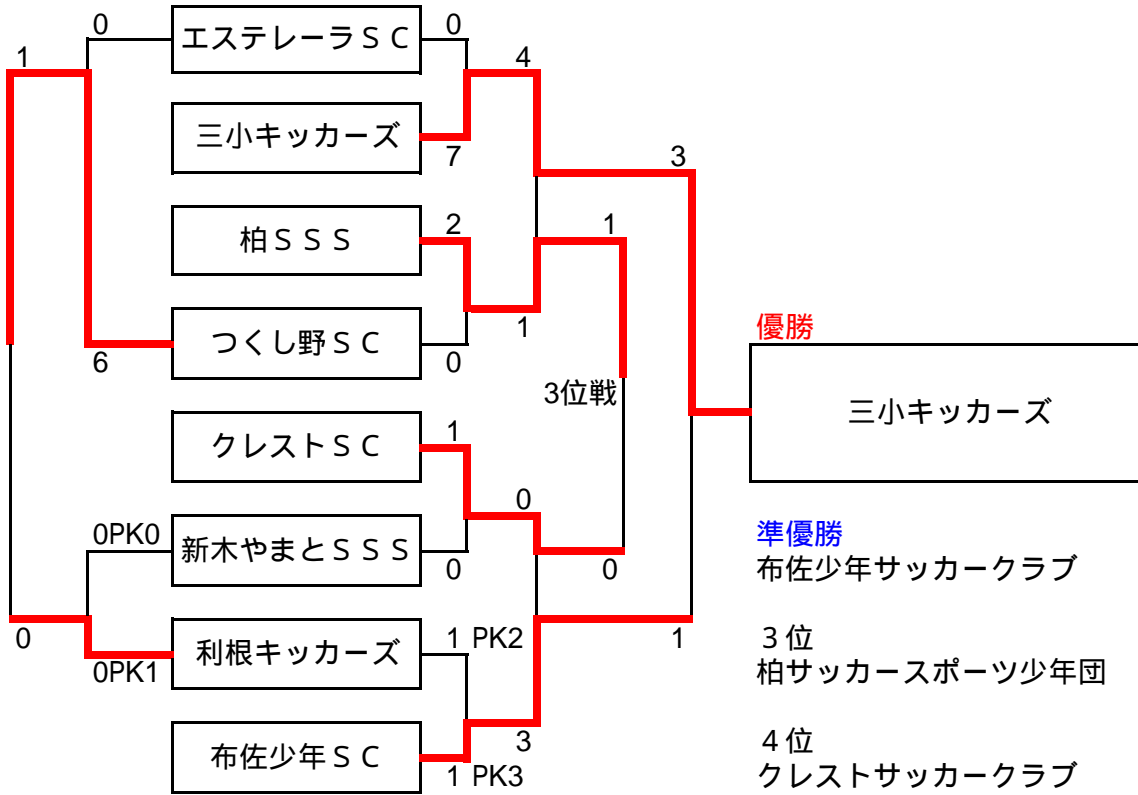 0
エステレーラＳＣ
0
1
4
三小キッカーズ
7
3
柏ＳＳＳ
2
1
つくし野ＳＣ
6
0
1
3位戦
優勝
三小キッカーズ
クレストＳＣ
1
0
0PK0
新木やまとＳＳＳ
0
0
準優勝
布佐少年サッカークラブ
0
0PK1
利根キッカーズ
1 PK2
1
３位
柏サッカースポーツ少年団
布佐少年ＳＣ
1 PK3
3
４位
クレストサッカークラブ